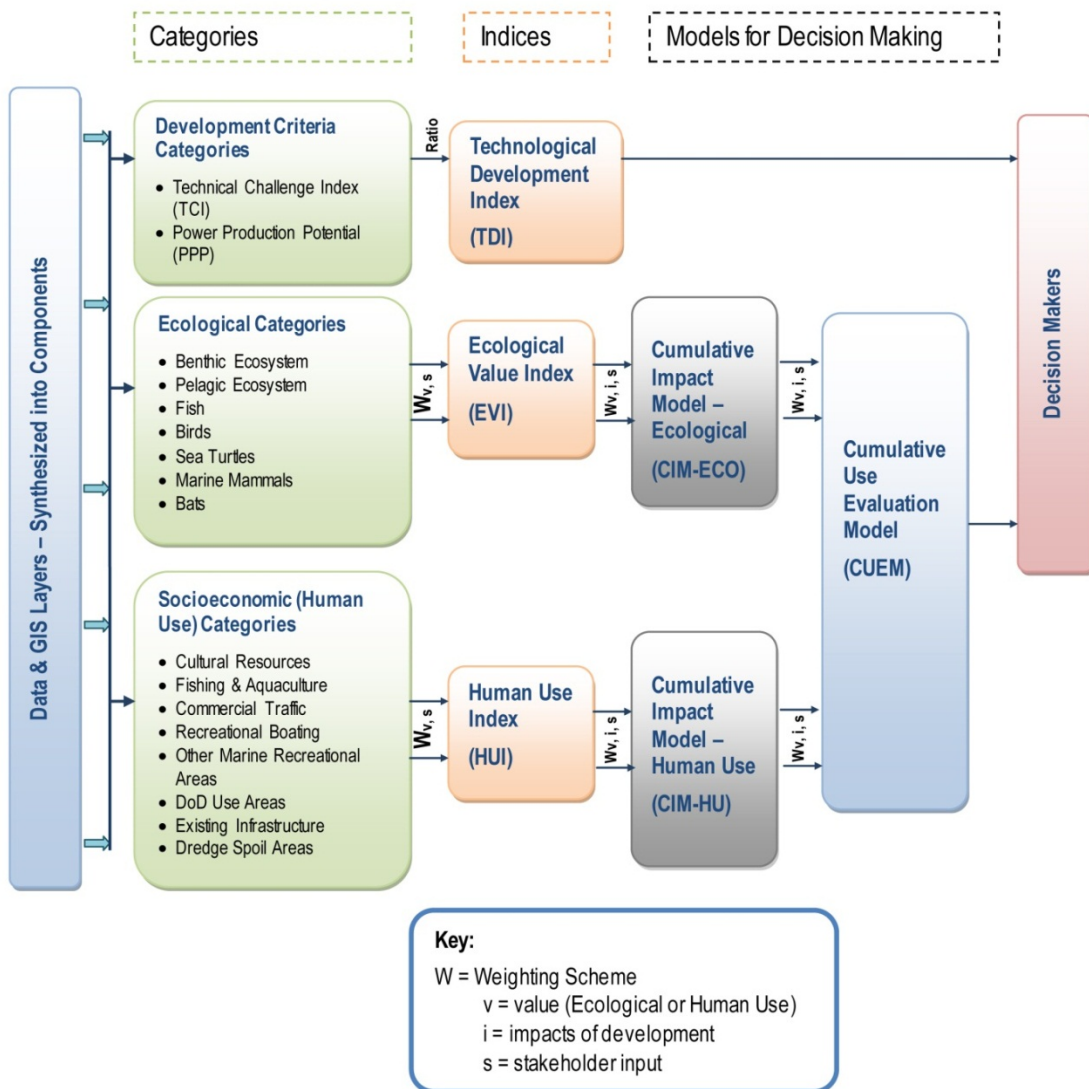 Categories
Indices
Models for Decision Making
Data & GIS Layers – Synthesized into Components
Development Criteria
Categories
• Technical Challenge Index
(TCI)
• Power Production Potential
(PPP)
Ratio
Technological
Development
Index
(TDI)
Ecological Categories
• Benthic Ecosystem
• Pelagic Ecosystem
• Fish
• Birds
• Sea Turtles
• Marine Mammals
• Bats
Wv, s
Ecological
Value Index
(EVI)
Wv, i, s
Cumulative
Impact
Model –
Ecological
(CIM-ECO)
Wv, i, s
Socioeconomic (Human
Use) Categories
• Cultural Resources
• Fishing & Aquaculture
• Commercial Traffic
• Recreational Boating
• Other Marine Recreational
Areas
• DoD Use Areas
• Existing Infrastructure
• Dredge Spoil Areas
Wv, s
Human Use
Index
(HUI)
Wv, i, s
Cumulative
Impact
Model –
Human Use
(CIM-HU)
Wv, i, s
Cumulative
Use
Evaluation
Model
(CUEM)
Decision Makers
Key:
W = Weighting Scheme
v = value (Ecological or Human Use)
i = impacts of development
s = stakeholder input